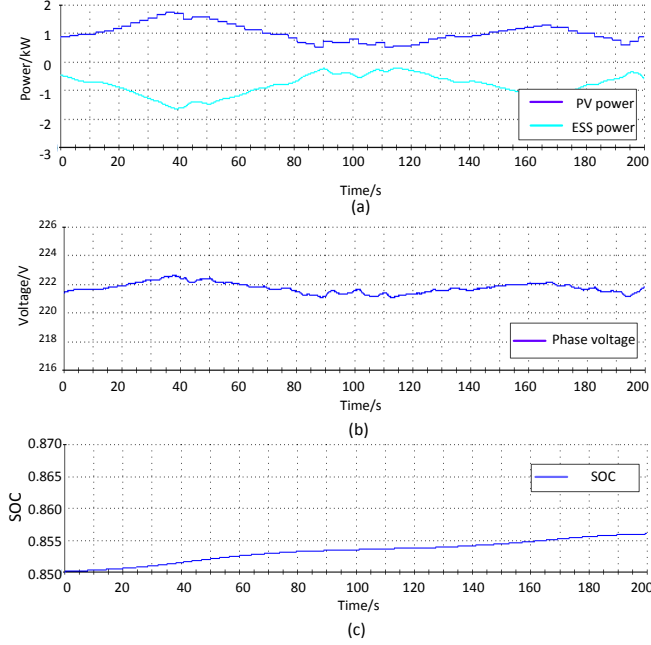 2
1
0
-1
-2
-3
Power/kW
PV power
ESS power
0 20 40 60 80 100 120 140 160 180 200
Time/s
(a)
226
224
222
220
218
216
Voltage/V
Phase voltage
0 20 40 60 80 100 120 140 160 180 200
Time/s
(b)
0.870
0.865
0.860
0.855
0.850
SOC
SOC
0 20 40 60 80 100 120 140 160 180 200
Time/s
(c)